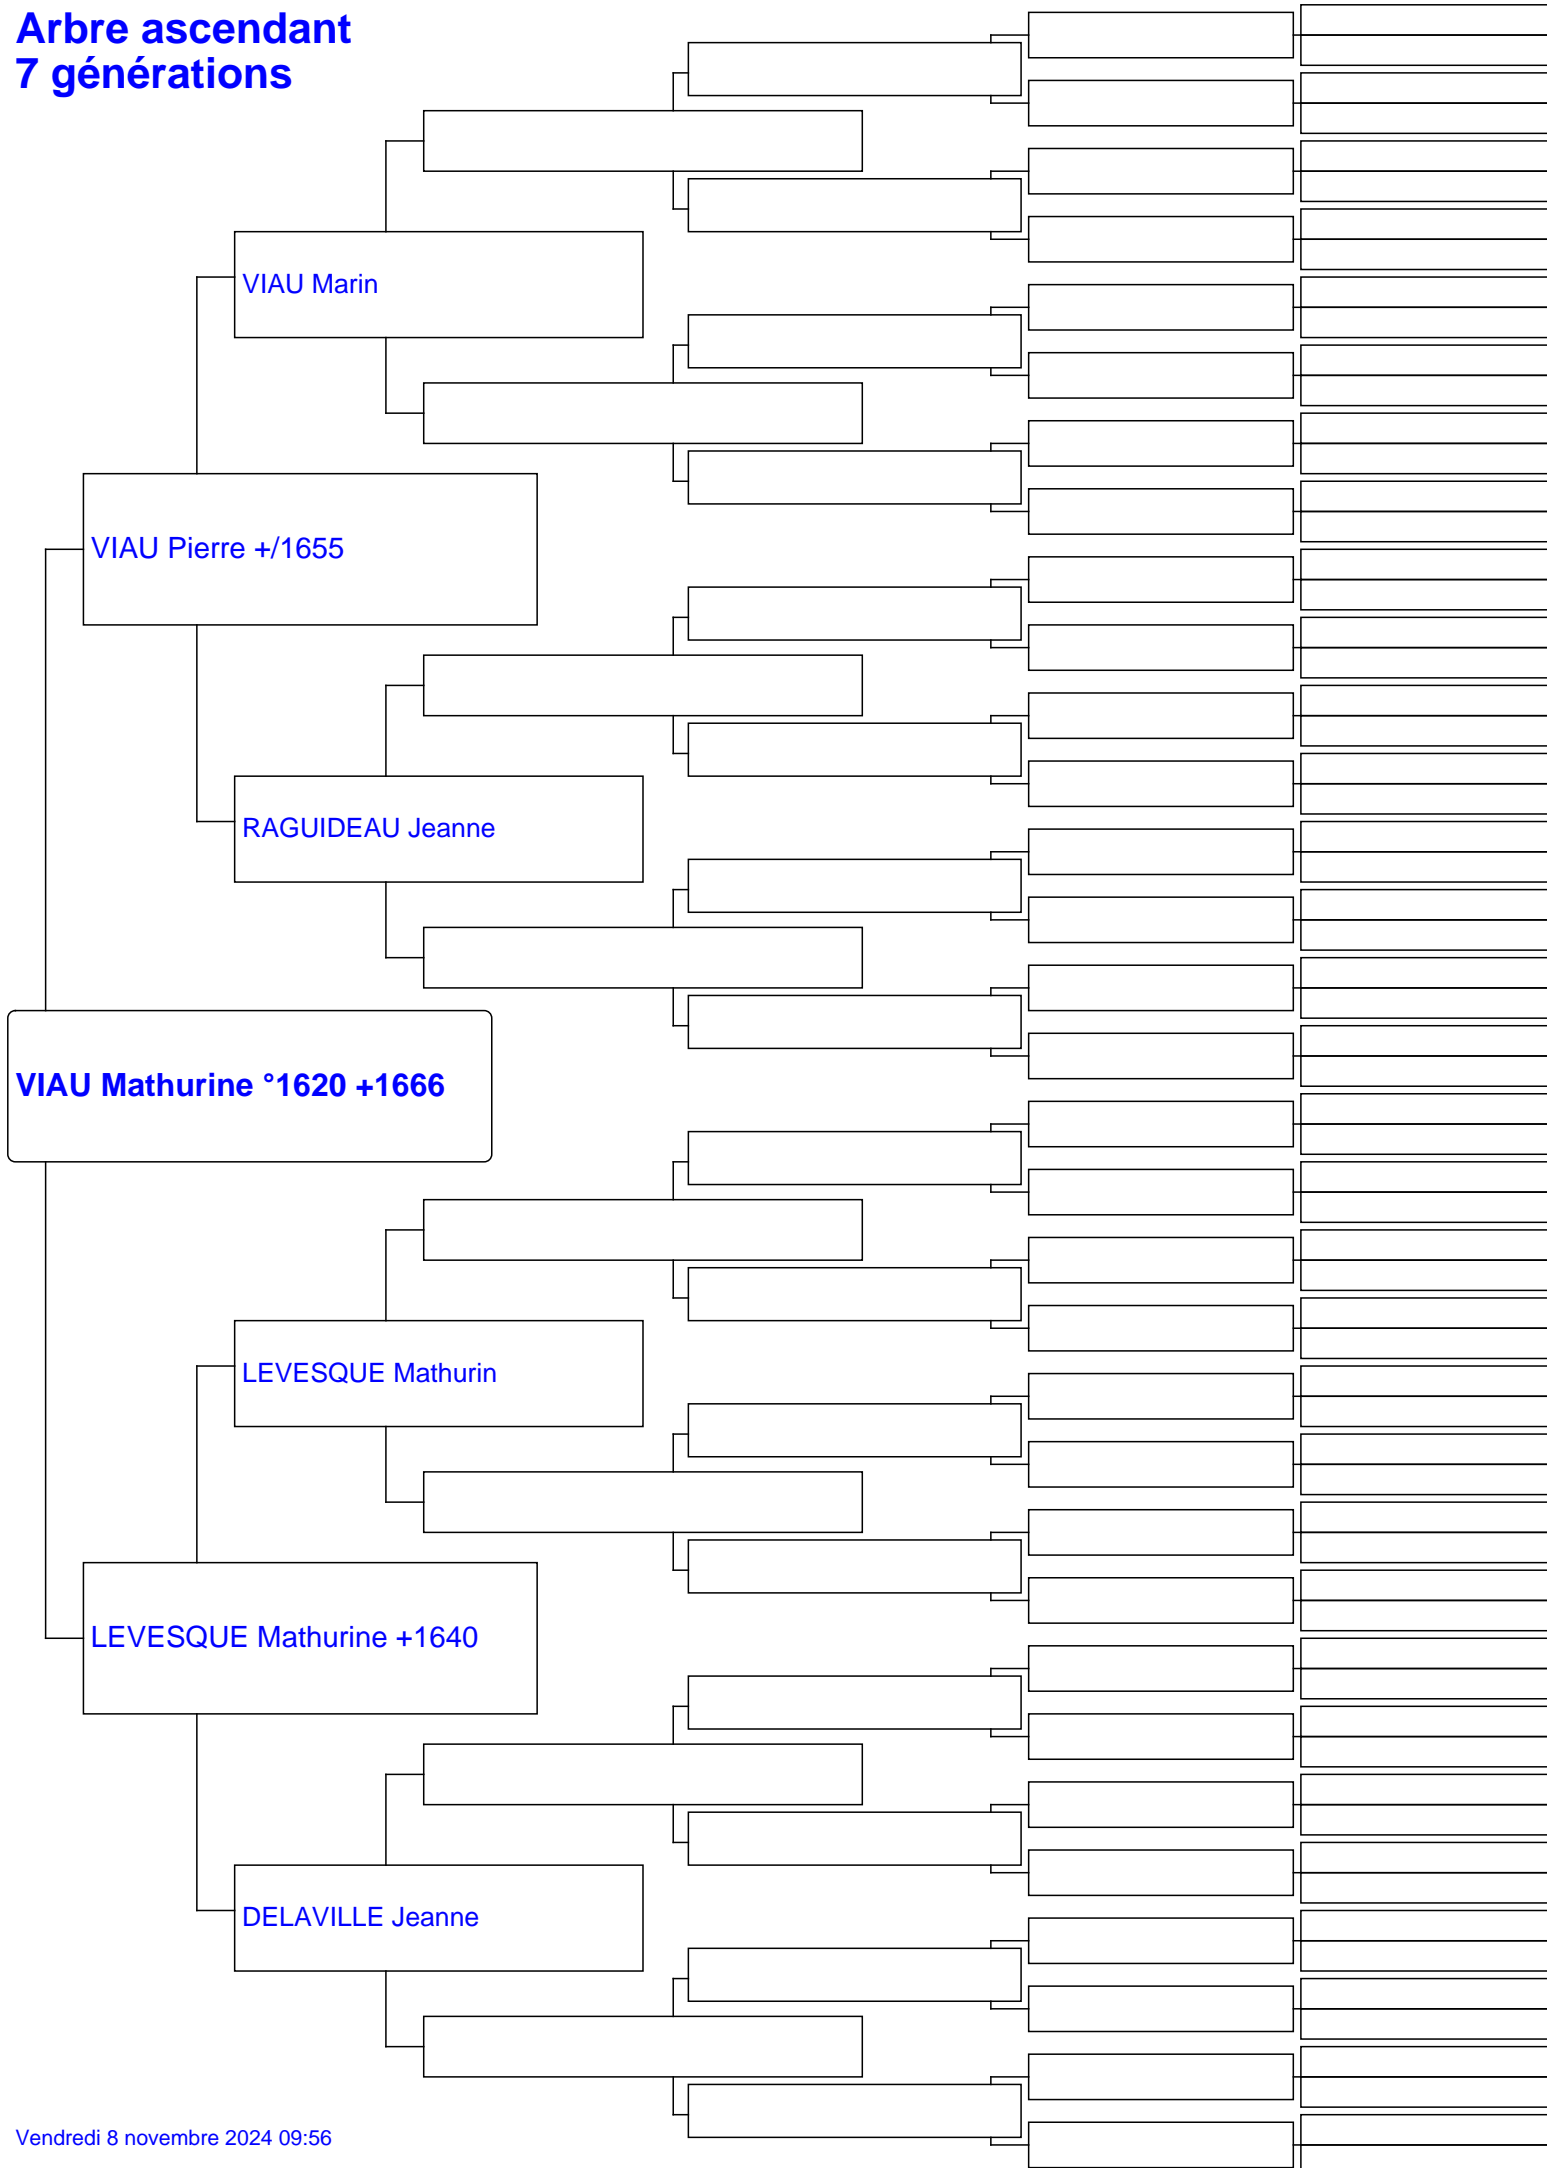 Arbre ascendant
7 générations
VIAU Marin
VIAU Pierre +/1655
RAGUIDEAU Jeanne
VIAU Mathurine °1620 +1666
LEVESQUE Mathurin
LEVESQUE Mathurine +1640
DELAVILLE Jeanne
Vendredi 8 novembre 2024 09:56